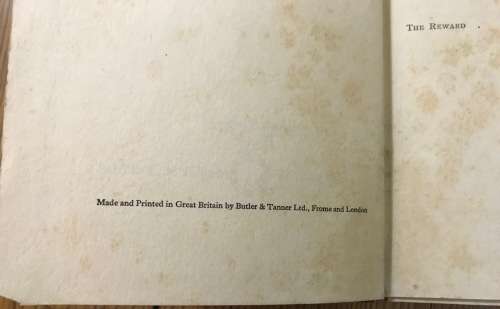 The Reward
Made and Printed in Great Britain by Butler & Tanner Ltd., Frome and London